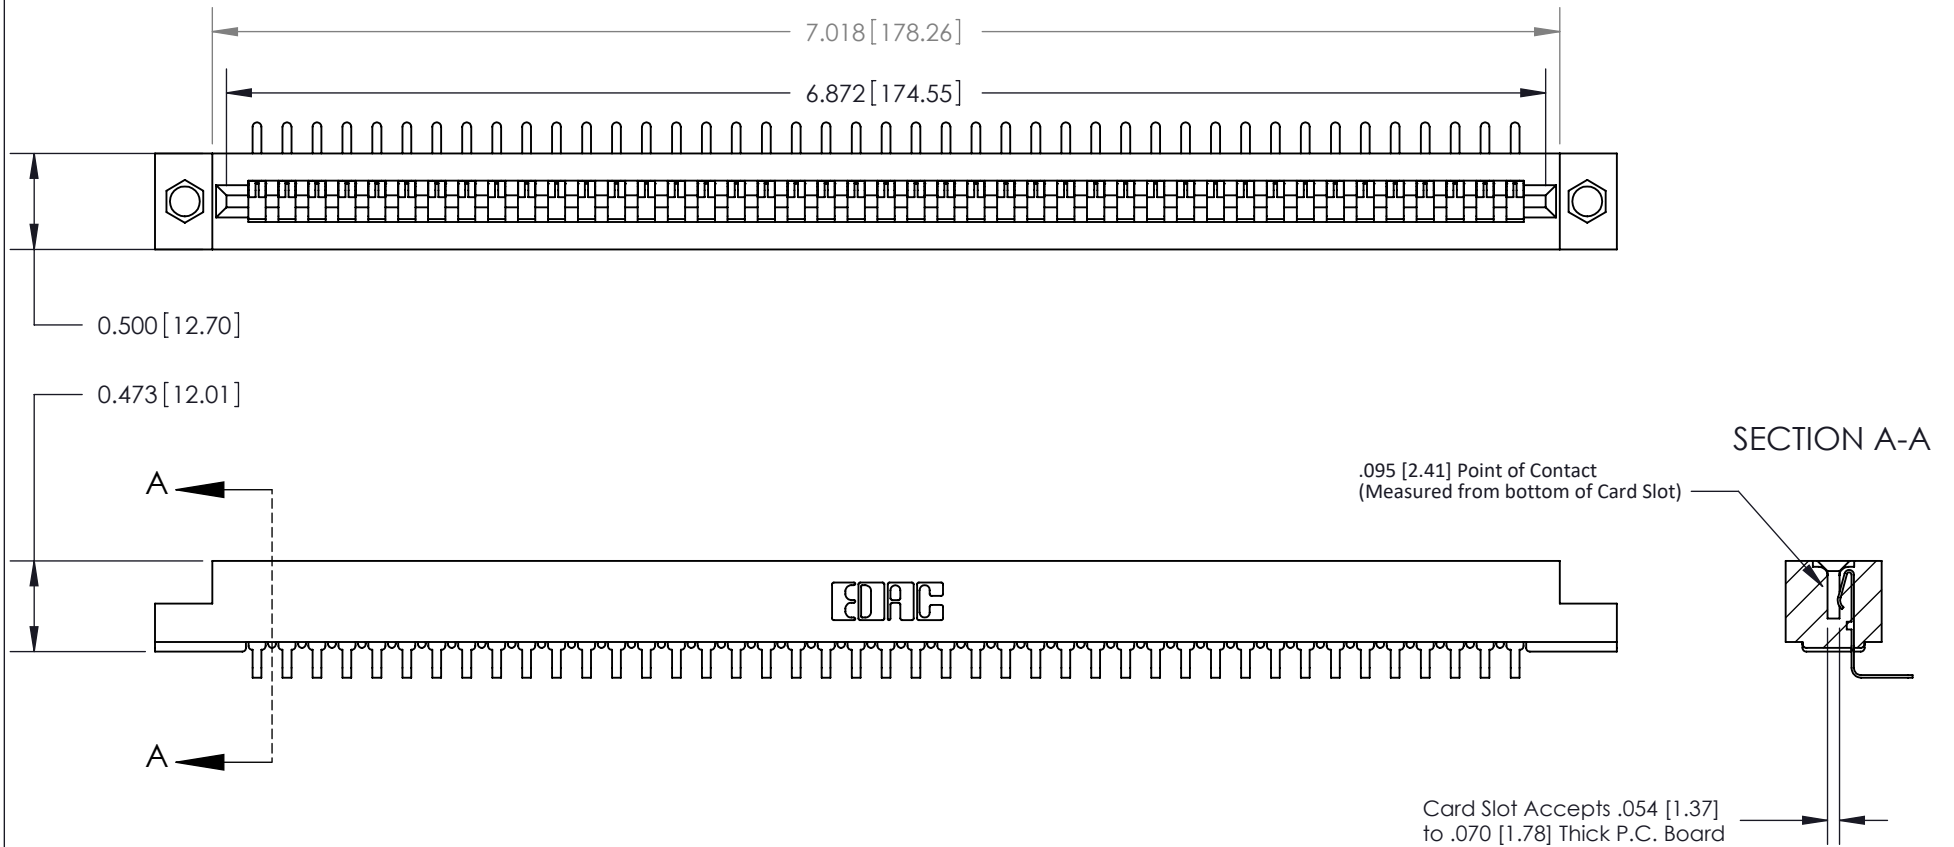 7.018[178.26]
6.872[174.55]
0.500[12.70]
0.473[12.01]
SECTION A-A
.095 [2.41] Point of Contact
(Measured from bottom of Card Slot)
A
EDAC
A
Card Slot Accepts .054 [1.37]
to .070 [1.78] Thick P.C. Board